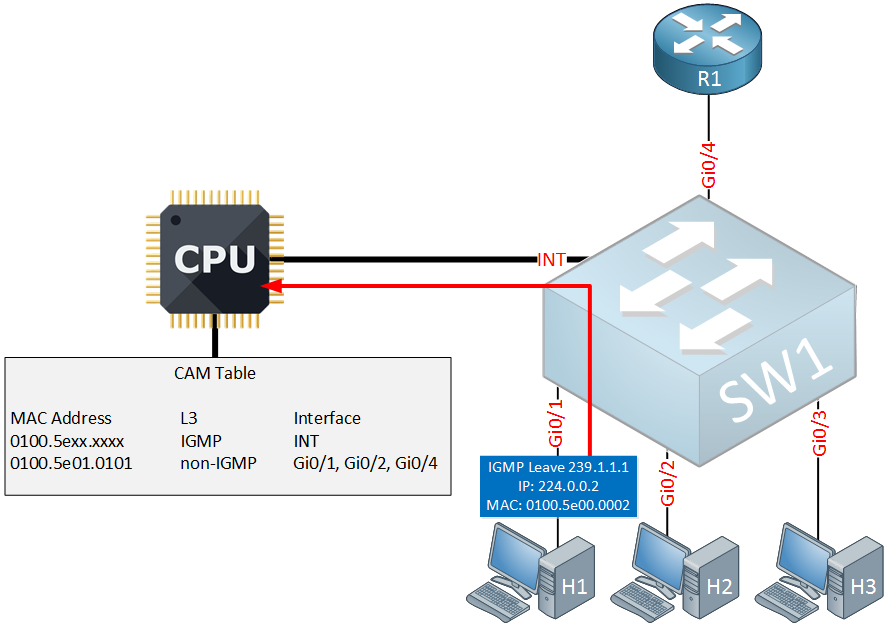 R1
Gi0/4
CPU
INT
SW1
CAM Table
MAC Address L3 Interface
0100.5exx.xxxx IGMP INT
0100.5e01.0101 non-IGMP Gi0/1, Gi0/2, Gi0/4
Gi0/1
Gi0/2
Gi0/3
IGMP Leave 239.1.1.1
IP: 224.0.0.2
MAC: 0100.5e00.0002
H1
H2
H3